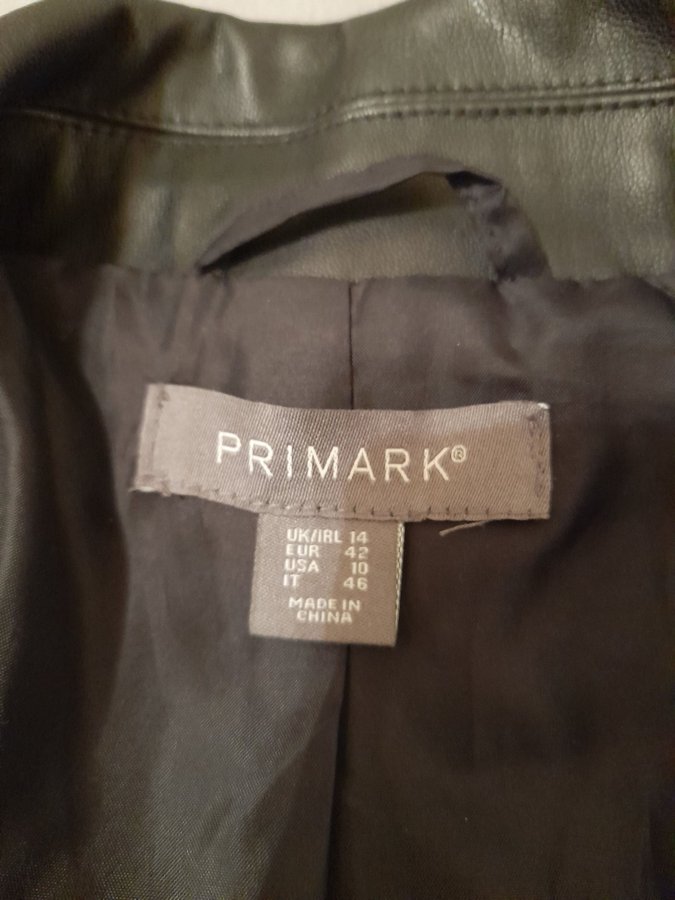 PRIMARK®
UK/IRL 14
EUR 42
USA 10
IT 46
MADE IN
CHINA